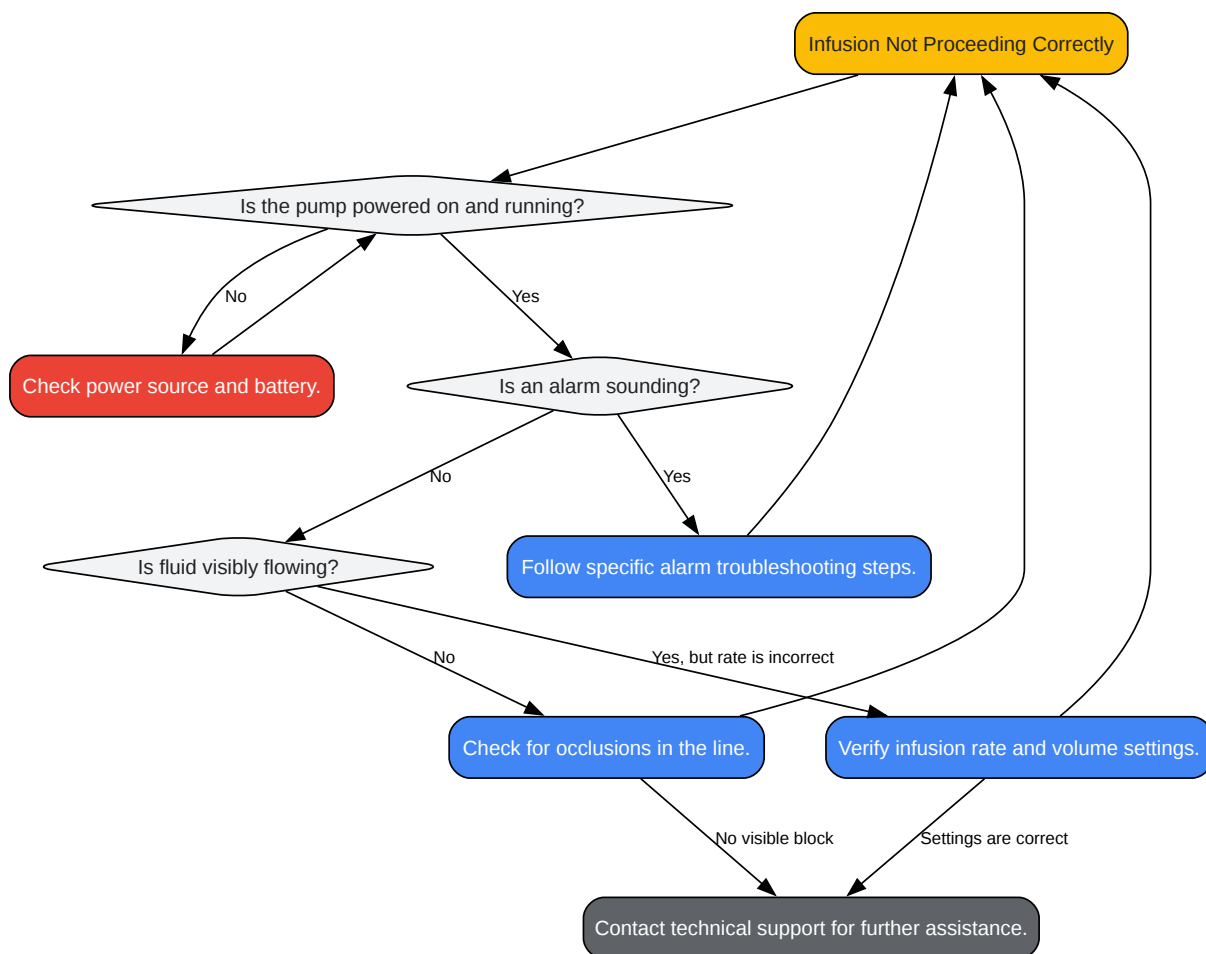 Infusion Not Proceeding Correctly
Is the pump powered on and running?
No
Yes
Check power source and battery.
Is an alarm sounding?
No
Yes
Is fluid visibly flowing?
Follow specific alarm troubleshooting steps.
No
Yes, but rate is incorrect
Check for occlusions in the line.
Verify infusion rate and volume settings.
No visible block
Settings are correct
Contact technical support for further assistance.